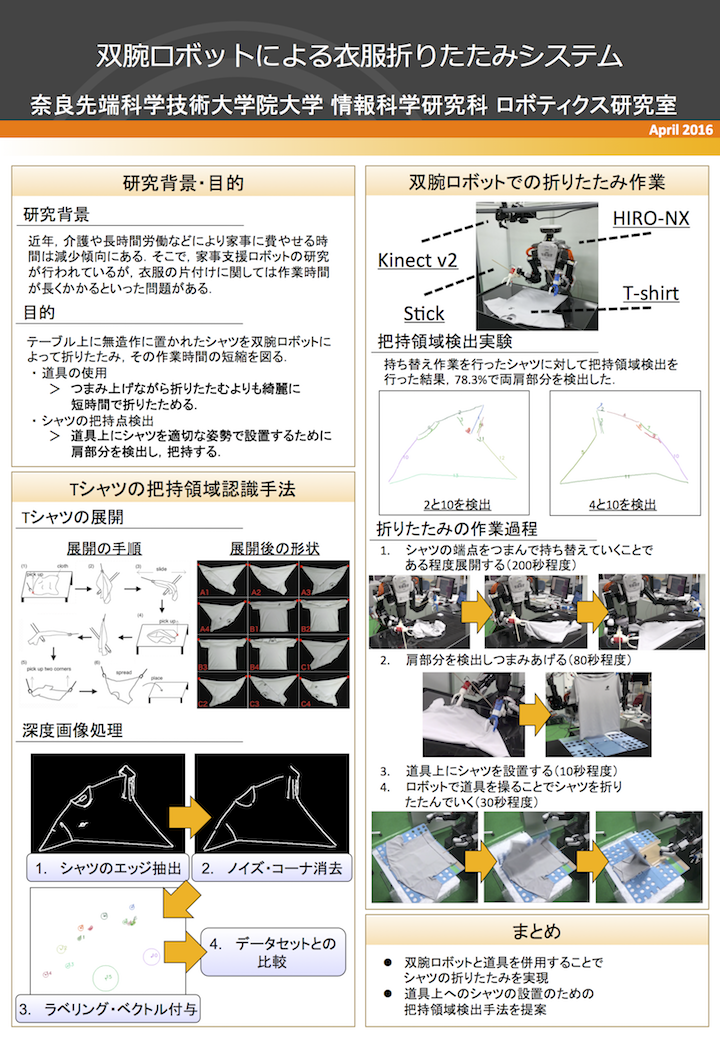 双腕ロボットによる衣服折りたたみシステム
奈良先端科学技術大学院大学 情報科学研究科 ロボティクス研究室
April 2016
研究背景・目的
研究背景
近年，介護や長時間労働などにより家事に費やせる時
間は減少傾向にある．そこで，家事支援ロボットの研究
が行われているが，衣服の片付けに関しては作業時間
が長くかかるといった問題がある．
目的
テーブル上に無造作に置かれたシャツを双腕ロボットに
よって折りたたみ，その作業時間の短縮を図る．
・道具の使用
＞ つまみ上げながら折りたたむよりも綺麗に
短時間で折りたためる．
・シャツの把持点検出
＞ 道具上にシャツを適切な姿勢で設置するために
肩部分を検出し，把持する．
Tシャツの把持領域認識手法
Tシャツの展開
展開の手順
展開後の形状
(1) cloth (2) (3) slide
pick up
(4) pick up
(5) pick up two corners (6) spread place
A1 A2 A3
A4 B1 B2
B3 B4 C1
C2 C3 C4
深度画像処理
1. シャツのエッジ抽出
2. ノイズ・コーナ消去
3. ラベリング・ベクトル付与
4. データセットとの
比較
双腕ロボットでの折りたたみ作業
HIRO-NX
Kinect v2
T-shirt
Stick
把持領域検出実験
持ち替え作業を行ったシャツに対して把持領域検出を
行った結果，78.3%で両肩部分を検出した．
2と10を検出
4と10を検出
折りたたみの作業過程
1. シャツの端点をつまんで持ち替えていくことで
ある程度展開する（200秒程度）
2. 肩部分を検出しつまみあげる（80秒程度）
3. 道具上にシャツを設置する（10秒程度）
4. ロボットで道具を操ることでシャツを折り
たたんでいく（30秒程度）
まとめ
● 双腕ロボットと道具を併用することで
シャツの折りたたみを実現
● 道具上へのシャツの設置のための
把持領域検出手法を提案